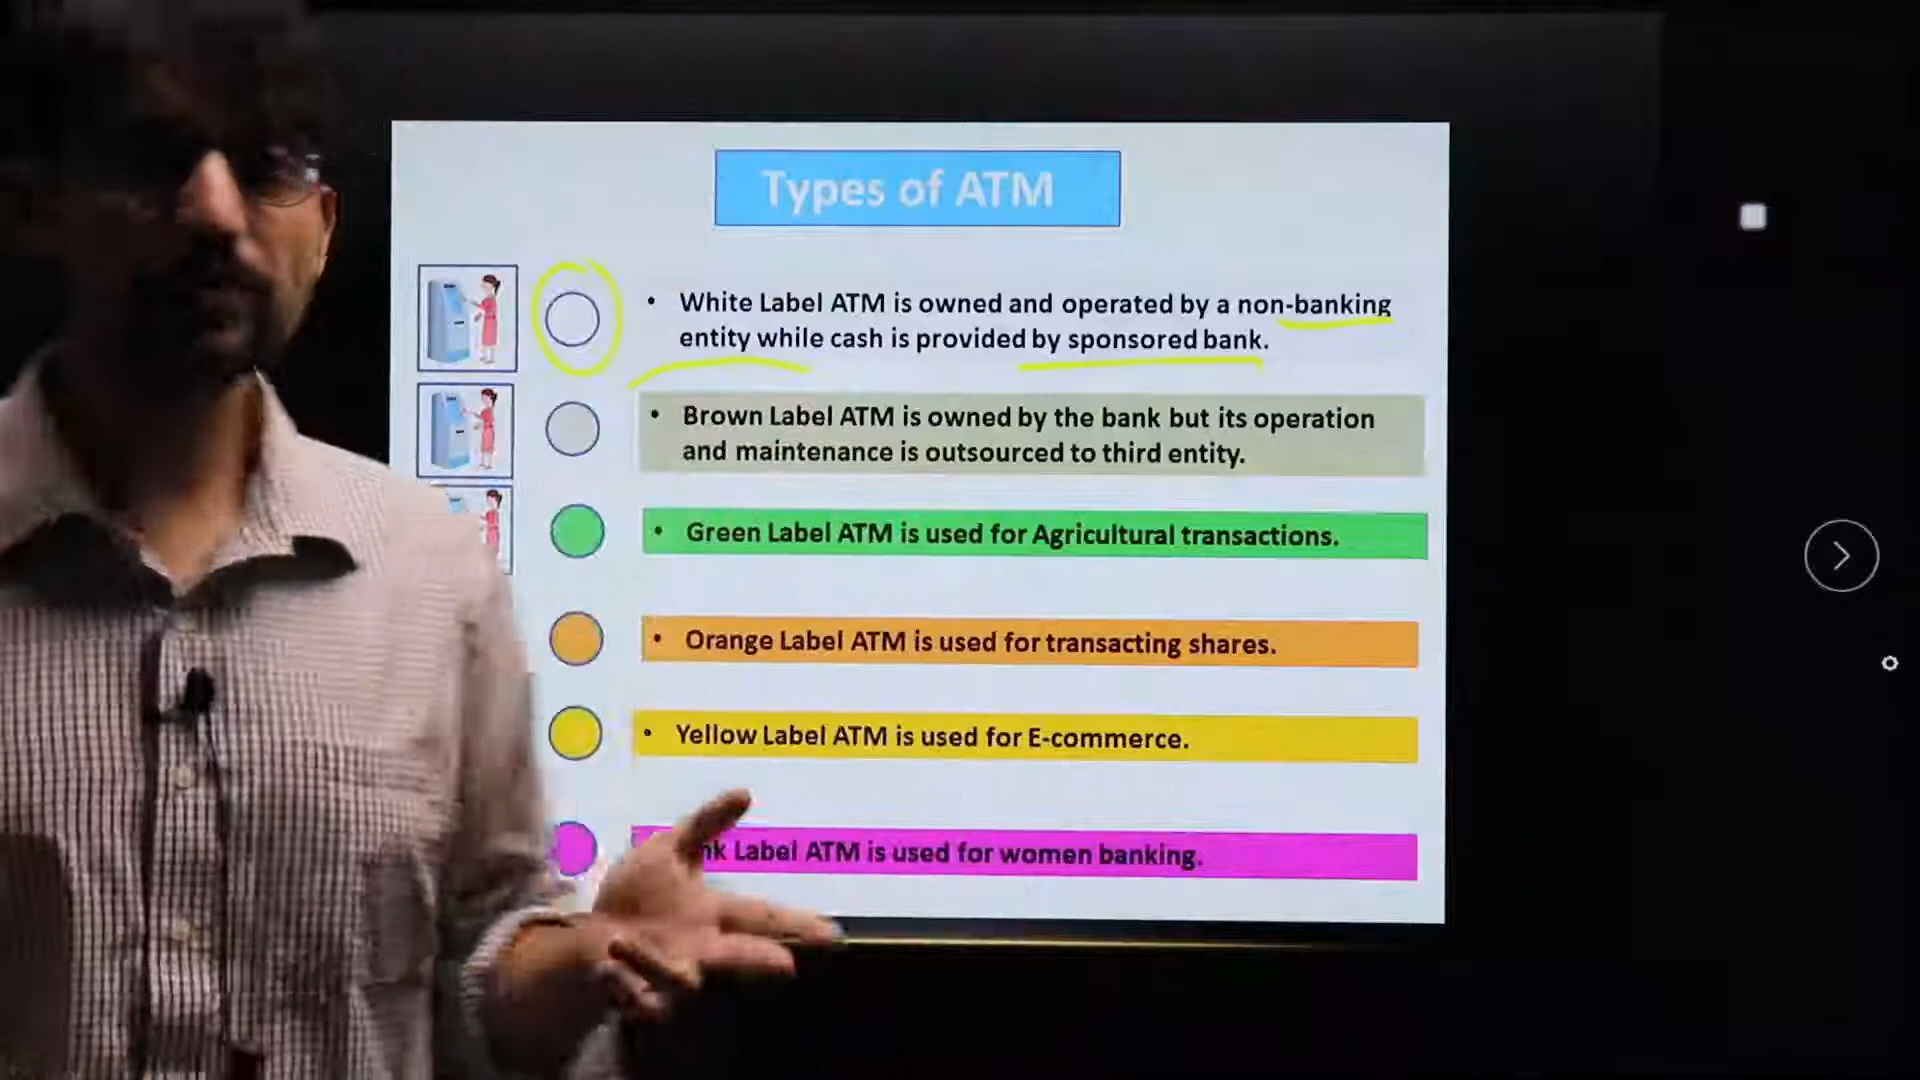 Types of ATM
• White Label ATM is owned and operated by a non-banking
entity while cash is provided by sponsored bank.
• Brown Label ATM is owned by the bank but its operation
and maintenance is outsourced to third entity.
• Green Label ATM is used for Agricultural transactions.
• Orange Label ATM is used for transacting shares.
• Yellow Label ATM is used for E-commerce.
Label ATM is used for women banking.